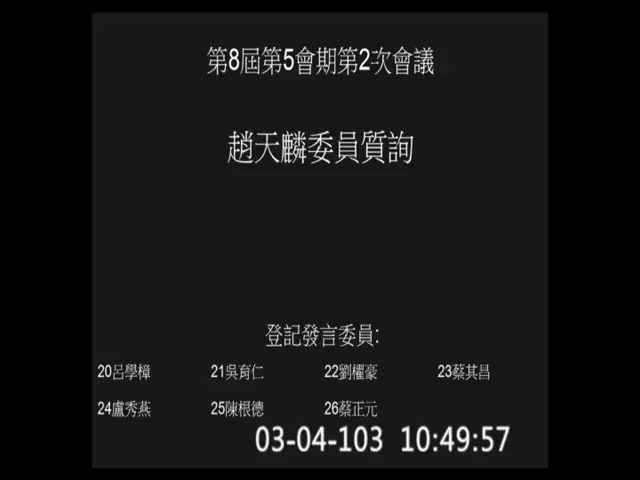 第8屆第5會期第2次會議
趙天麟委員質詢
登記發言委員:
20呂學樟 21吳育仁 22劉櫂豪 23蔡其昌
24盧秀燕 25陳根德 26蔡正元
03-04-103 10:49:57